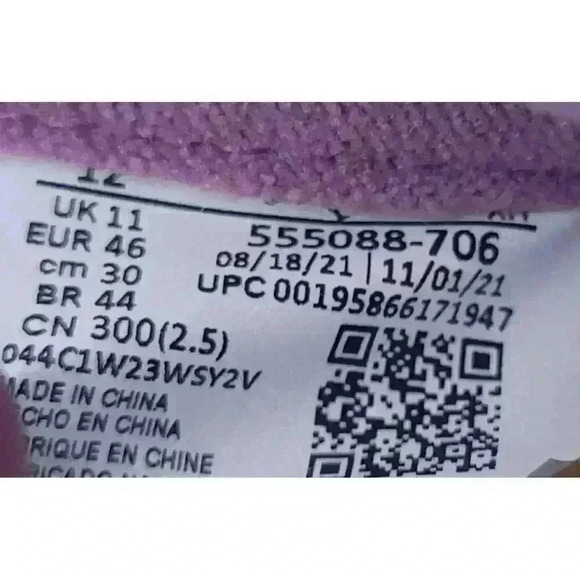 12
UK 11
EUR 46
cm 30
BR 44
CN 300(2.5)
044C1W23WSY2V
MADE IN CHINA
CHO EN CHINA
RIQUE EN CHINE
555088-706
08/18/21 | 11/01/21
UPC 00195866171947